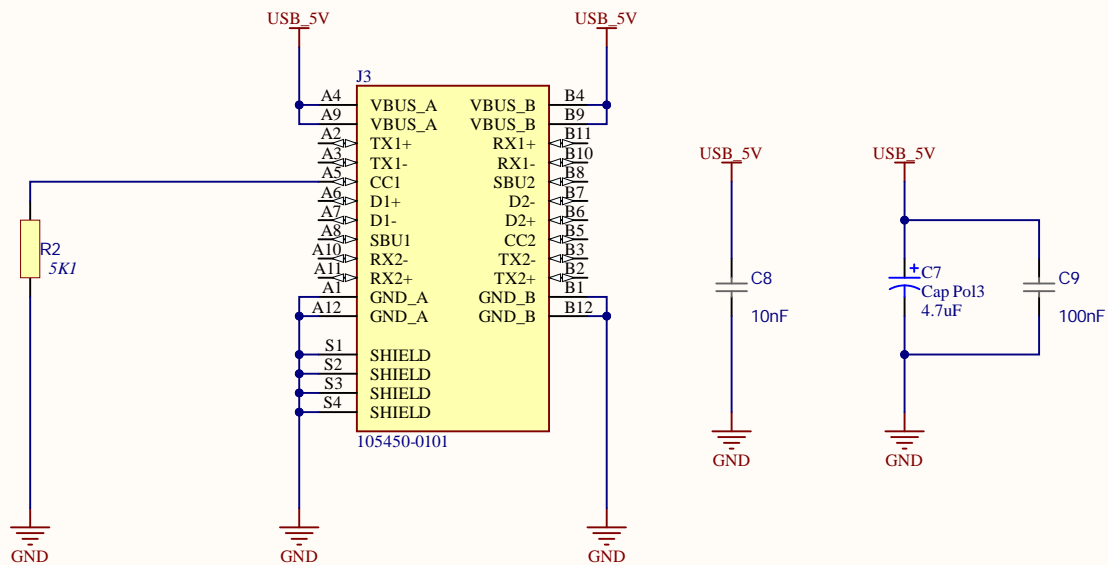 USB_5V
USB_5V
J3
A4 VBUS_A VBUS_B B4
A9 VBUS_A VBUS_B B9
A2 TX1+ RX1+ B11
A3 TX1- RX1- B10
A5 CC1 SBU2 B8
A6 D1+ D2- B7
A7 D1- D2+ B6
A8 SBU1 CC2 B5
A10 RX2- TX2- B3
A11 RX2+ TX2+ B2
A1 GND_A GND_B B1
A12 GND_A GND_B B12
S1 SHIELD
S2 SHIELD
S3 SHIELD
S4 SHIELD
105450-0101
R2
5K1
GND
GND
GND
USB_5V
C8
10nF
GND
USB_5V
+
C7
Cap Pol3
4.7uF
C9
100nF
GND